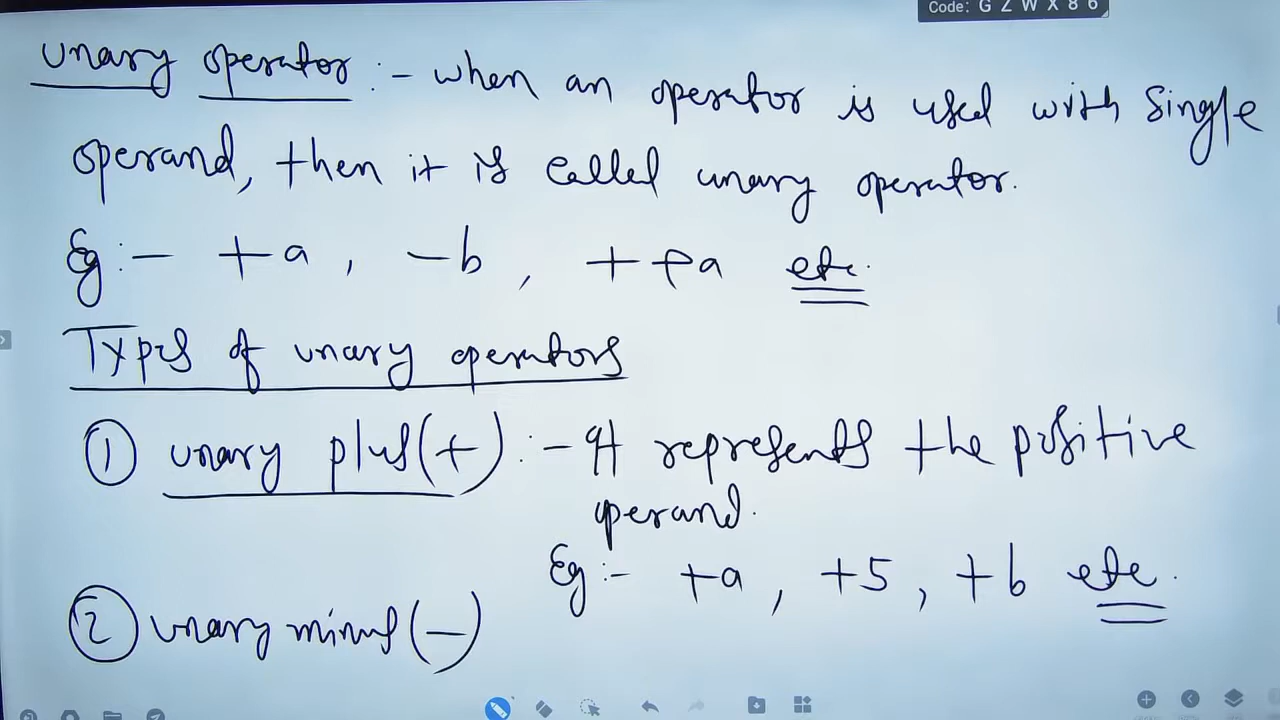 Code: G Z W X 8 6
unary operator :- when an operator is used with single
operand, then it is called unary operator.
Eg :- +a , -b , ++a etc.
Types of unary operators
① unary plus(+) :- It represents the positive
operand.
Eg :- +a , +5 , +b etc.
② unary minus(-)